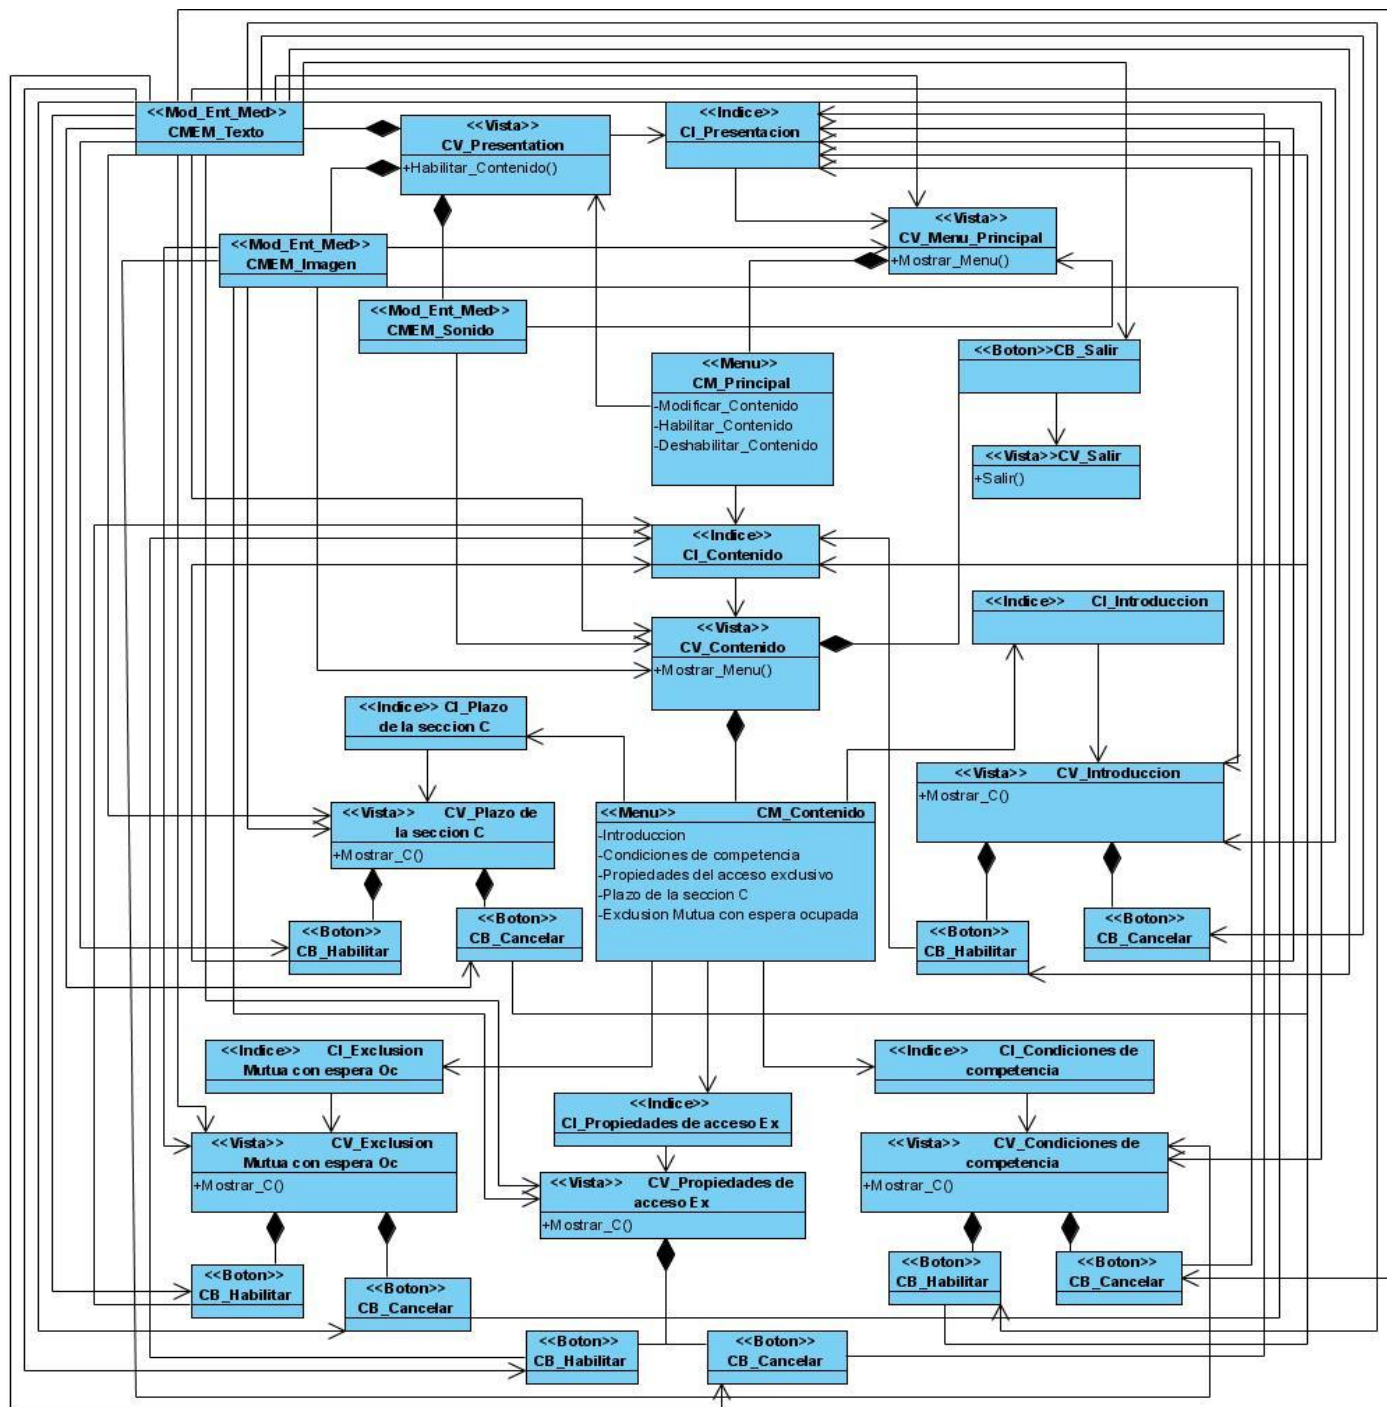 <<Mod_Ent_Med>>
CMEM_Texto
<<Vista>>
CV_Presentation
+Habilitar_Contenido()
<<Indice>>
CI_Presentacion
<<Vista>>
CV_Menu_Principal
+Mostrar_Menu()
<<Mod_Ent_Med>>
CMEM_Imagen
<<Mod_Ent_Med>>
CMEM_Sonido
<<Menu>>
CM_Principal
-Modificar_Contenido
-Habilitar_Contenido
-Deshabilitar_Contenido
<<Boton>>CB_Salir
<<Vista>>CV_Salir
+Salir()
<<Indice>>
CI_Contenido
<<Indice>> CI_Introduccion
<<Vista>>
CV_Contenido
+Mostrar_Menu()
<<Indice>> CI_Plazo
de la seccion C
<<Vista>> CV_Introduccion
+Mostrar_C()
<<Vista>> CV_Plazo de
la seccion C
+Mostrar_C()
<<Menu>> CM_Contenido
-Introduccion
-Condiciones de competencia
-Propiedades del acceso exclusivo
-Plazo de la seccion C
-Exclusion Mutua con espera ocupada
<<Boton>>
CB_Habilitar
<<Boton>>
CB_Cancelar
<<Boton>>
CB_Habilitar
<<Boton>>
CB_Cancelar
<<Indice>> CI_Exclusion
Mutua con espera Oc
<<Indice>> CI_Condiciones de
competencia
<<Indice>>
CI_Propiedades de acceso Ex
<<Vista>> CV_Exclusion
Mutua con espera Oc
+Mostrar_C()
<<Vista>> CV_Propiedades de
acceso Ex
+Mostrar_C()
<<Vista>> CV_Condiciones de
competencia
+Mostrar_C()
<<Boton>>
CB_Habilitar
<<Boton>>
CB_Cancelar
<<Boton>>
CB_Habilitar
<<Boton>>
CB_Cancelar
<<Boton>>
CB_Habilitar
<<Boton>>
CB_Cancelar